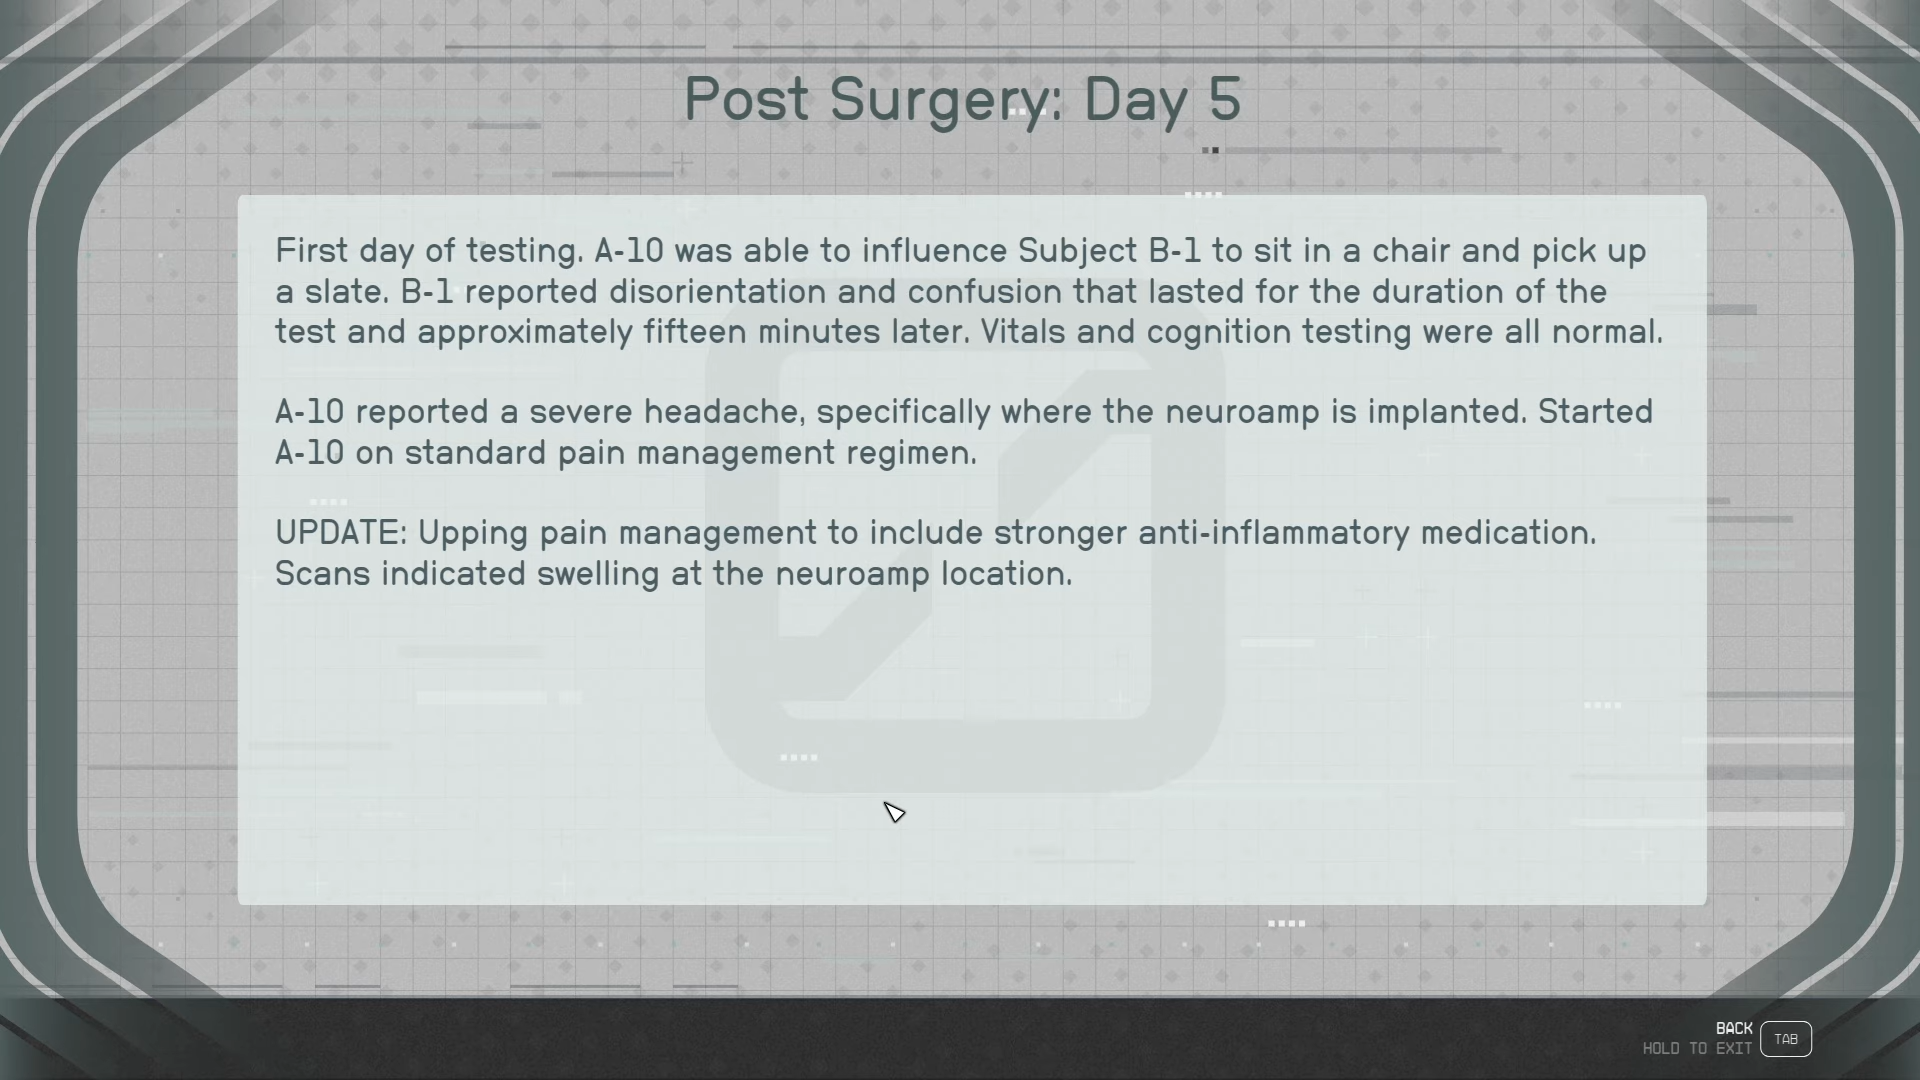 Post Surgery: Day 5
First day of testing. A-10 was able to influence Subject B-1 to sit in a chair and pick up
a slate. B-1 reported disorientation and confusion that lasted for the duration of the
test and approximately fifteen minutes later. Vitals and cognition testing were all normal.
A-10 reported a severe headache, specifically where the neuroamp is implanted. Started
A-10 on standard pain management regimen.
UPDATE: Upping pain management to include stronger anti-inflammatory medication.
Scans indicated swelling at the neuroamp location.
BACK
HOLD TO EXIT TAB